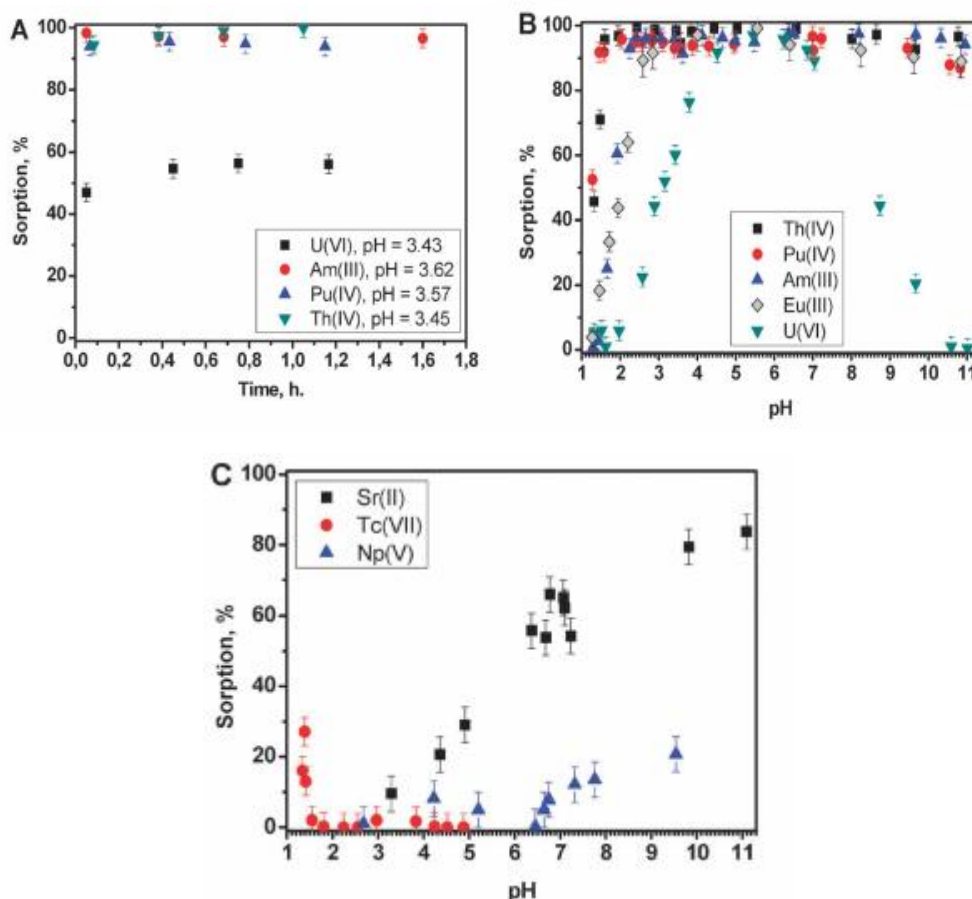 A
Sorption, %
100
80
60
40
20
0
U(VI), pH = 3.43
Am(III), pH = 3.62
Pu(IV), pH = 3.57
Th(IV), pH = 3.45
0,0 0,2 0,4 0,6 0,8 1,0 1,2 1,4 1,6 1,8
Time, h.
B
Sorption, %
100
80
60
40
20
0
Th(IV)
Pu(IV)
Am(III)
Eu(III)
U(VI)
1 2 3 4 5 6 7 8 9 10 11
pH
C
Sorption, %
100
80
60
40
20
0
Sr(II)
Tc(VII)
Np(V)
1 2 3 4 5 6 7 8 9 10 11
pH